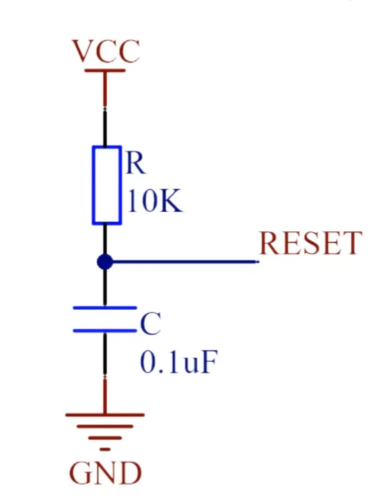 VCC
R
10K
RESET
C
0.1uF
GND